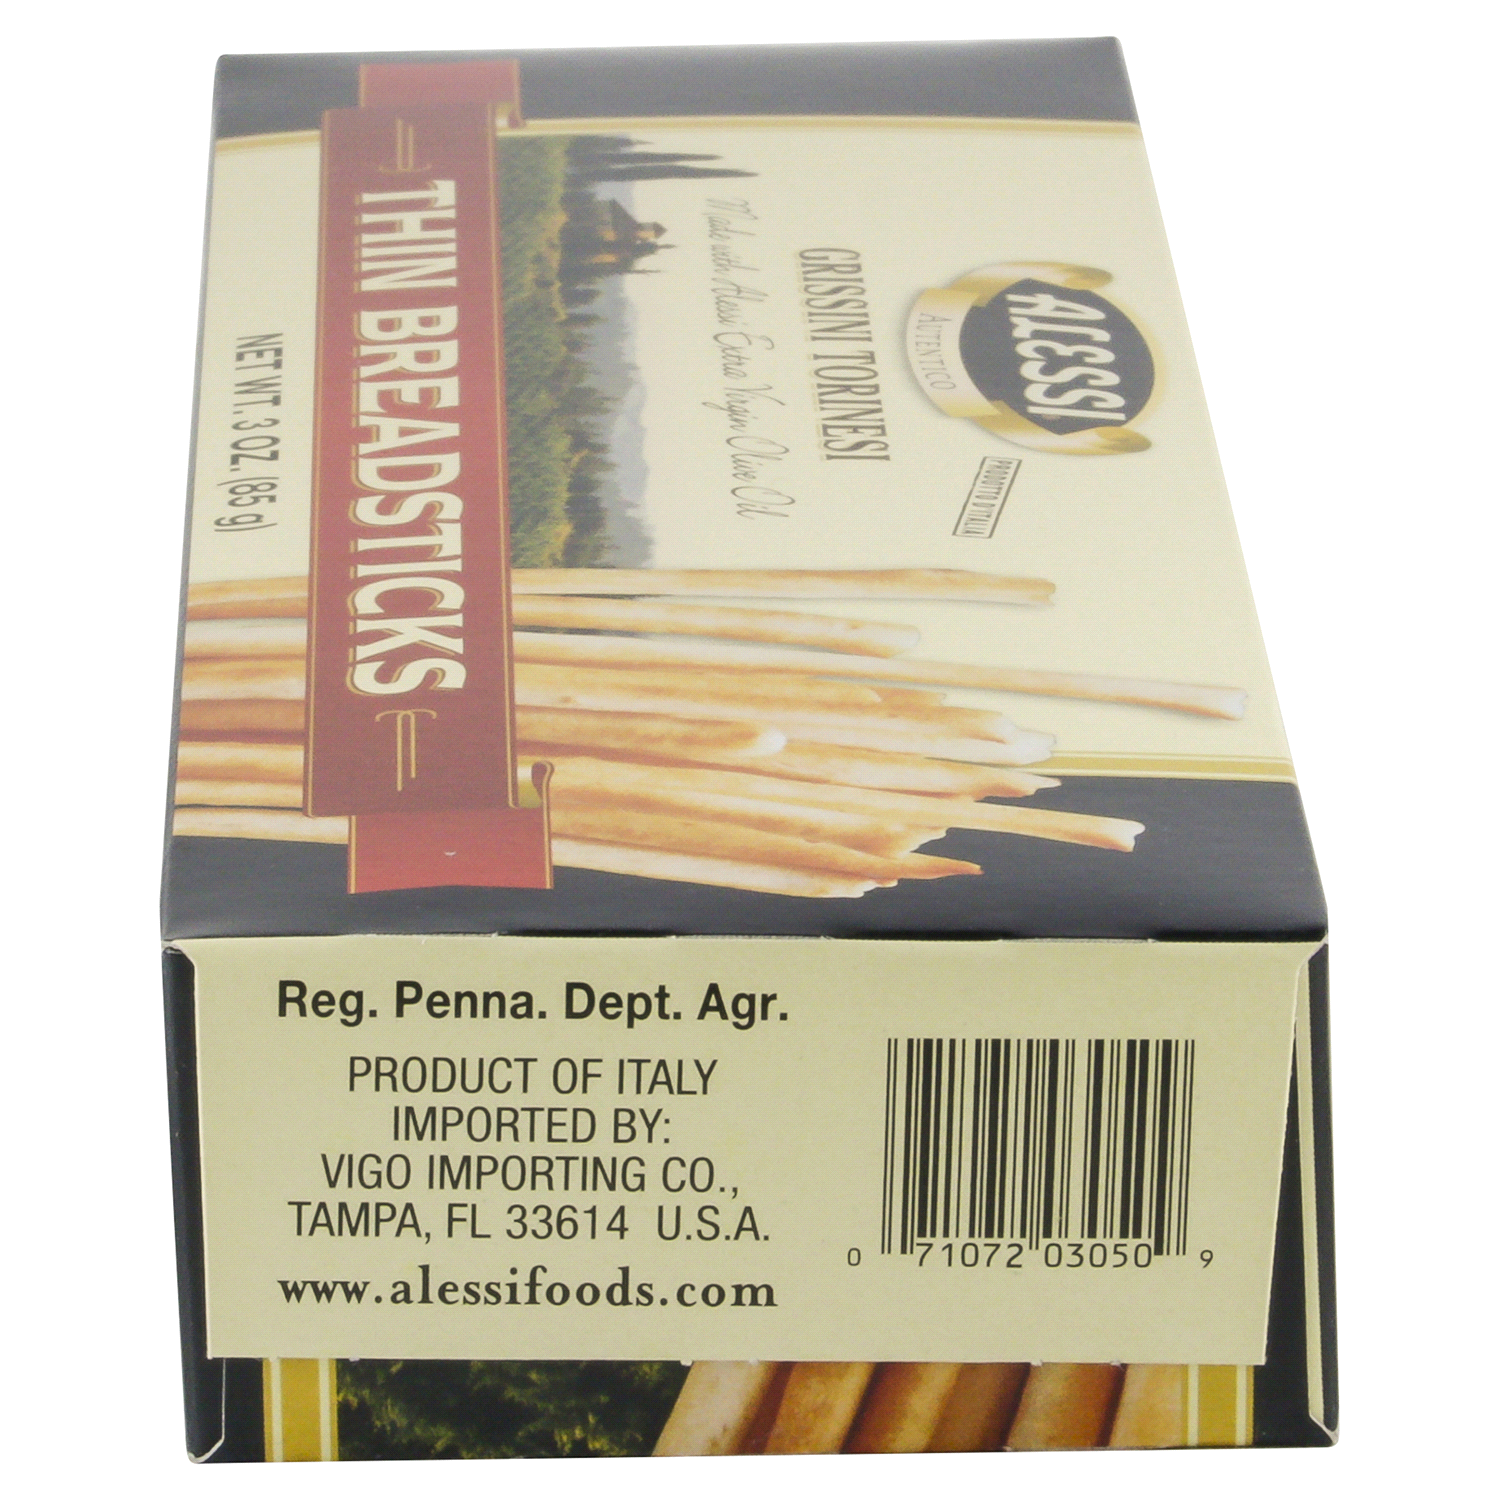 ALESSI
AUTENTICO
PRODOTTO D'ITALIA
GRISSINI TORINESI
Made with Alessi Extra Virgin Olive Oil
THIN BREADSTICKS
NET WT. 3 OZ. (85 g)
Reg. Penna. Dept. Agr.
PRODUCT OF ITALY
IMPORTED BY:
VIGO IMPORTING CO.,
TAMPA, FL 33614 U.S.A.
www.alessifoods.com
0 71072 03050 9